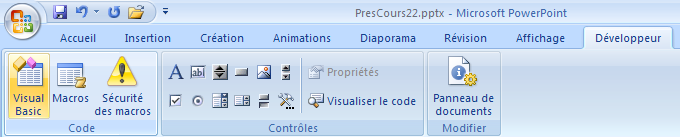 PresCours22.pptx - Microsoft PowerPoint
Accueil Insertion Création Animations Diaporama Révision Affichage Développeur
Visual Basic
Macros
Sécurité des macros
A ab
Propriétés
Visualiser le code
Panneau de documents
Code Contrôles Modifier